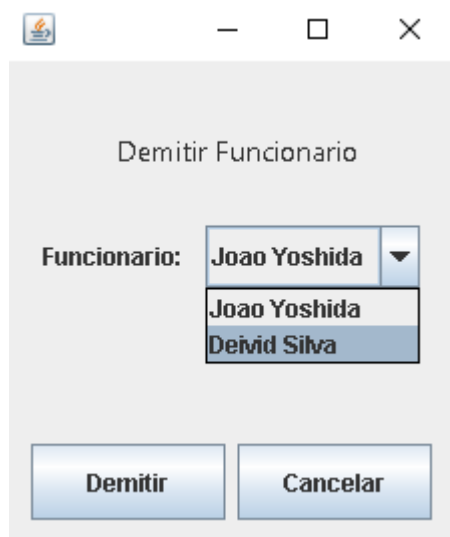 Demitir Funcionario
Funcionario: Joao Yoshida
Joao Yoshida
Deivid Silva
Demitir Cancelar